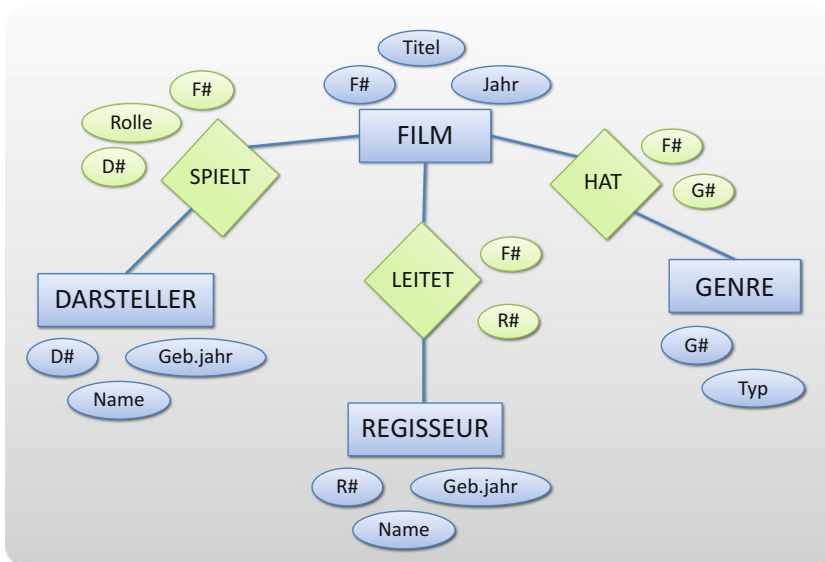 Titel
F#
Jahr
FILM
F#
Rolle
D#
SPIELT
HAT
F#
G#
DARSTELLER
D#
Geb.jahr
Name
LEITET
F#
R#
GENRE
G#
Typ
REGISSEUR
R#
Geb.jahr
Name